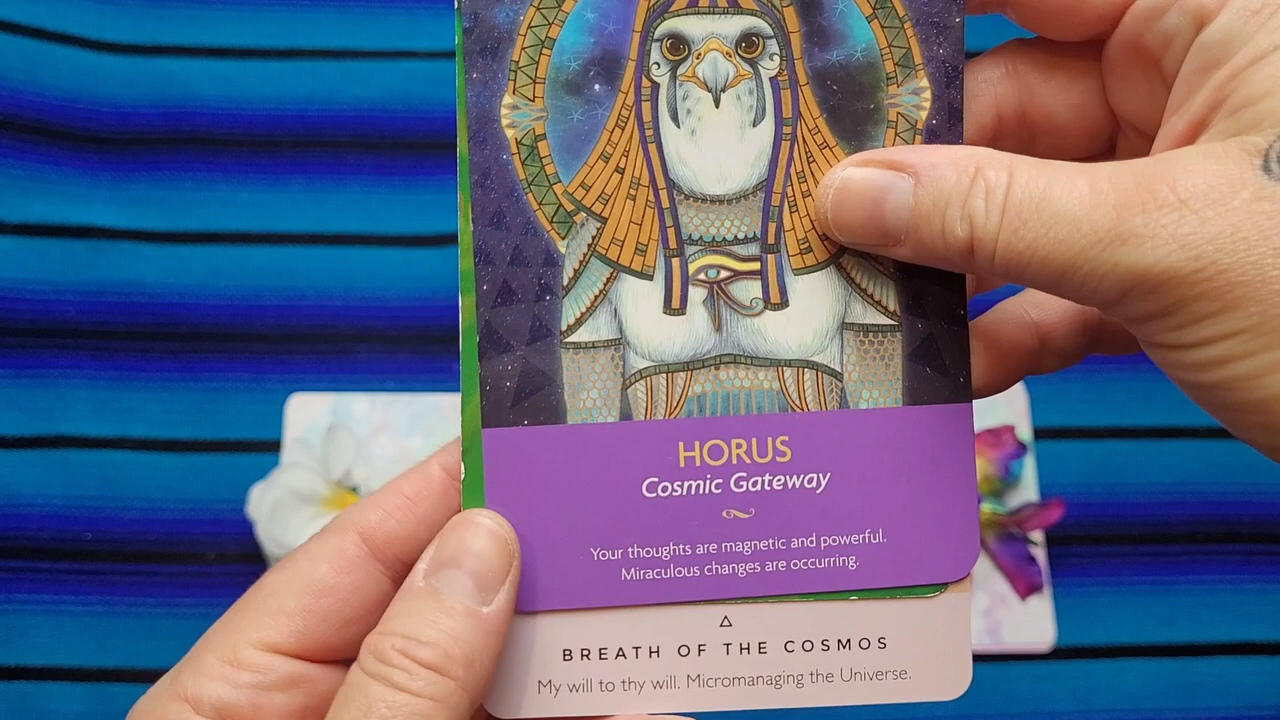 HORUS
Cosmic Gateway
Your thoughts are magnetic and powerful.
Miraculous changes are occurring.
BREATH OF THE COSMOS
My will to thy will. Micromanaging the Universe.